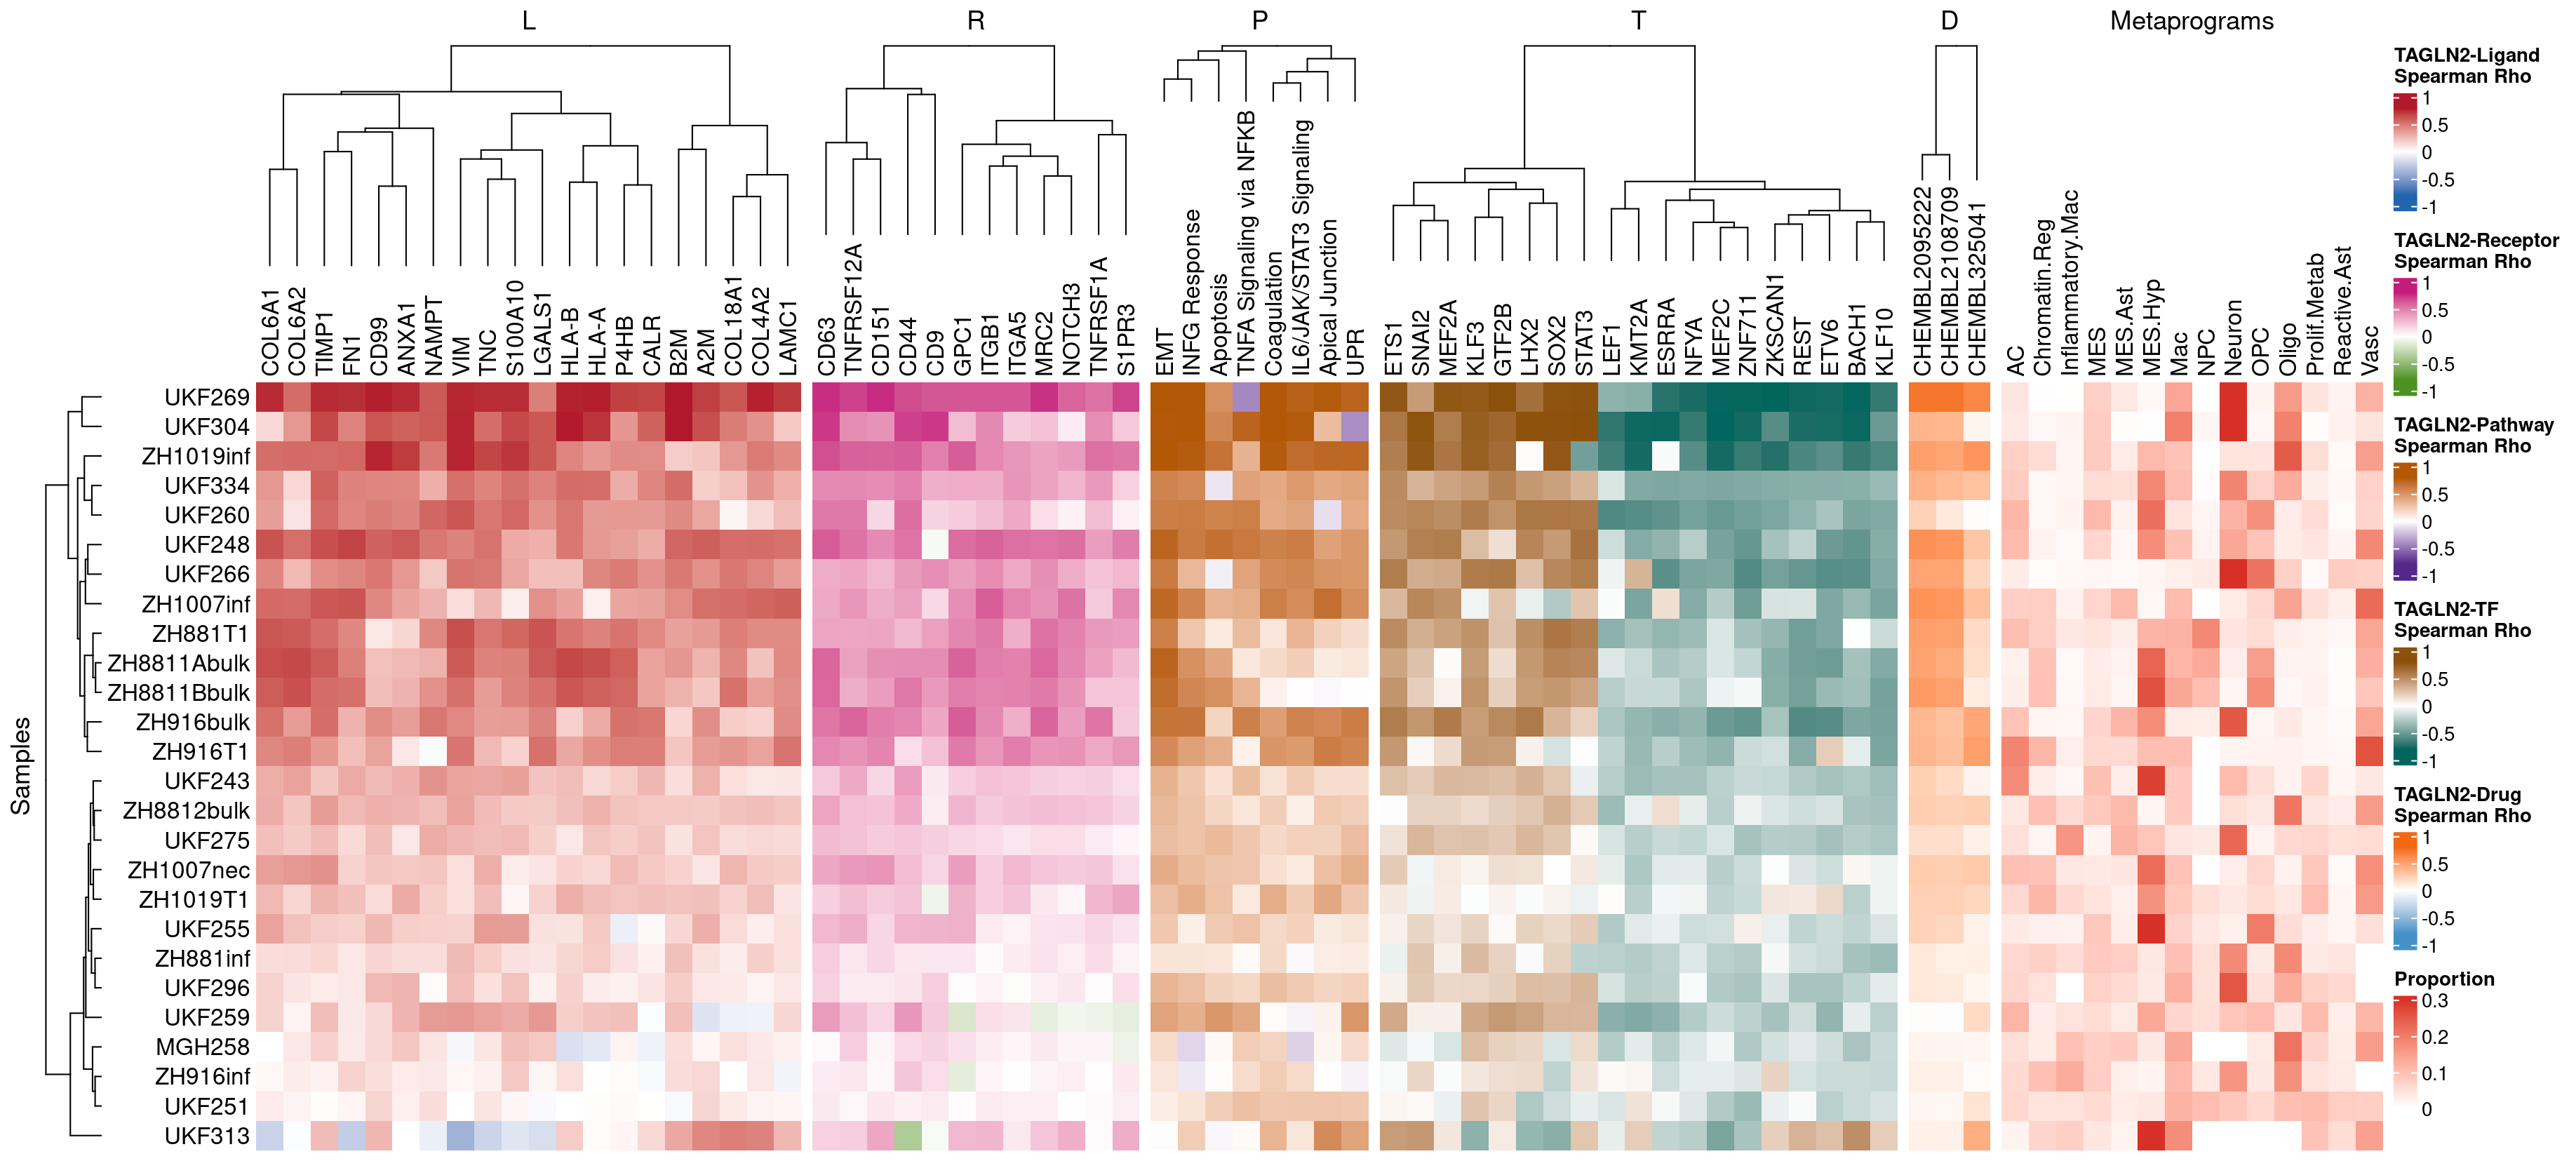 L
R
P
T
D
Metaprograms
COL6A1
COL6A2
TIMP1
FN1
CD99
ANXA1
NAMPT
VIM
TNC
S100A10
LGALS1
HLA-B
HLA-A
P4HB
CALR
B2M
A2M
COL18A1
COL4A2
LAMC1
CD63
TNFRSF12A
CD151
CD44
CD9
GPC1
ITGB1
ITGA5
MRC2
NOTCH3
TNFRSF1A
S1PR3
EMT
INFG Response
Apoptosis
TNFA Signaling via NFKB
Coagulation
IL6/JAK/STAT3 Signaling
Apical Junction
UPR
ETS1
SNAI2
MEF2A
KLF3
GTF2B
LHX2
SOX2
STAT3
LEF1
KMT2A
ESRRA
NFYA
MEF2C
ZNF711
ZKSCAN1
REST
ETV6
BACH1
KLF10
CHEMBL2095222
CHEMBL2108709
CHEMBL325041
AC
Chromatin.Reg
Inflammatory.Mac
MES
MES.Ast
MES.Hyp
Mac
NPC
Neuron
OPC
Oligo
Prolif.Metab
Reactive.Ast
Vasc
Samples
UKF269
UKF304
ZH1019inf
UKF334
UKF260
UKF248
UKF266
ZH1007inf
ZH881T1
ZH8811Abulk
ZH8811Bbulk
ZH916bulk
ZH916T1
UKF243
ZH8812bulk
UKF275
ZH1007nec
ZH1019T1
UKF255
ZH881inf
UKF296
UKF259
MGH258
ZH916inf
UKF251
UKF313
TAGLN2-Ligand
Spearman Rho
1
0.5
0
-0.5
-1
TAGLN2-Receptor
Spearman Rho
1
0.5
0
-0.5
-1
TAGLN2-Pathway
Spearman Rho
1
0.5
0
-0.5
-1
TAGLN2-TF
Spearman Rho
1
0.5
0
-0.5
-1
TAGLN2-Drug
Spearman Rho
1
0.5
0
-0.5
-1
Proportion
0.3
0.2
0.1
0